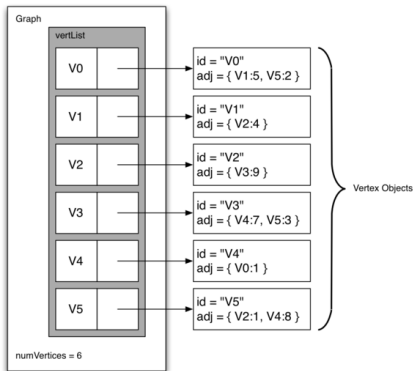 Graph
vertList
V0
id = "V0"
adj = { V1:5, V5:2 }
V1
id = "V1"
adj = { V2:4 }
V2
id = "V2"
adj = { V3:9 }
V3
id = "V3"
adj = { V4:7, V5:3 }
V4
id = "V4"
adj = { V0:1 }
V5
id = "V5"
adj = { V2:1, V4:8 }
Vertex Objects
numVertices = 6